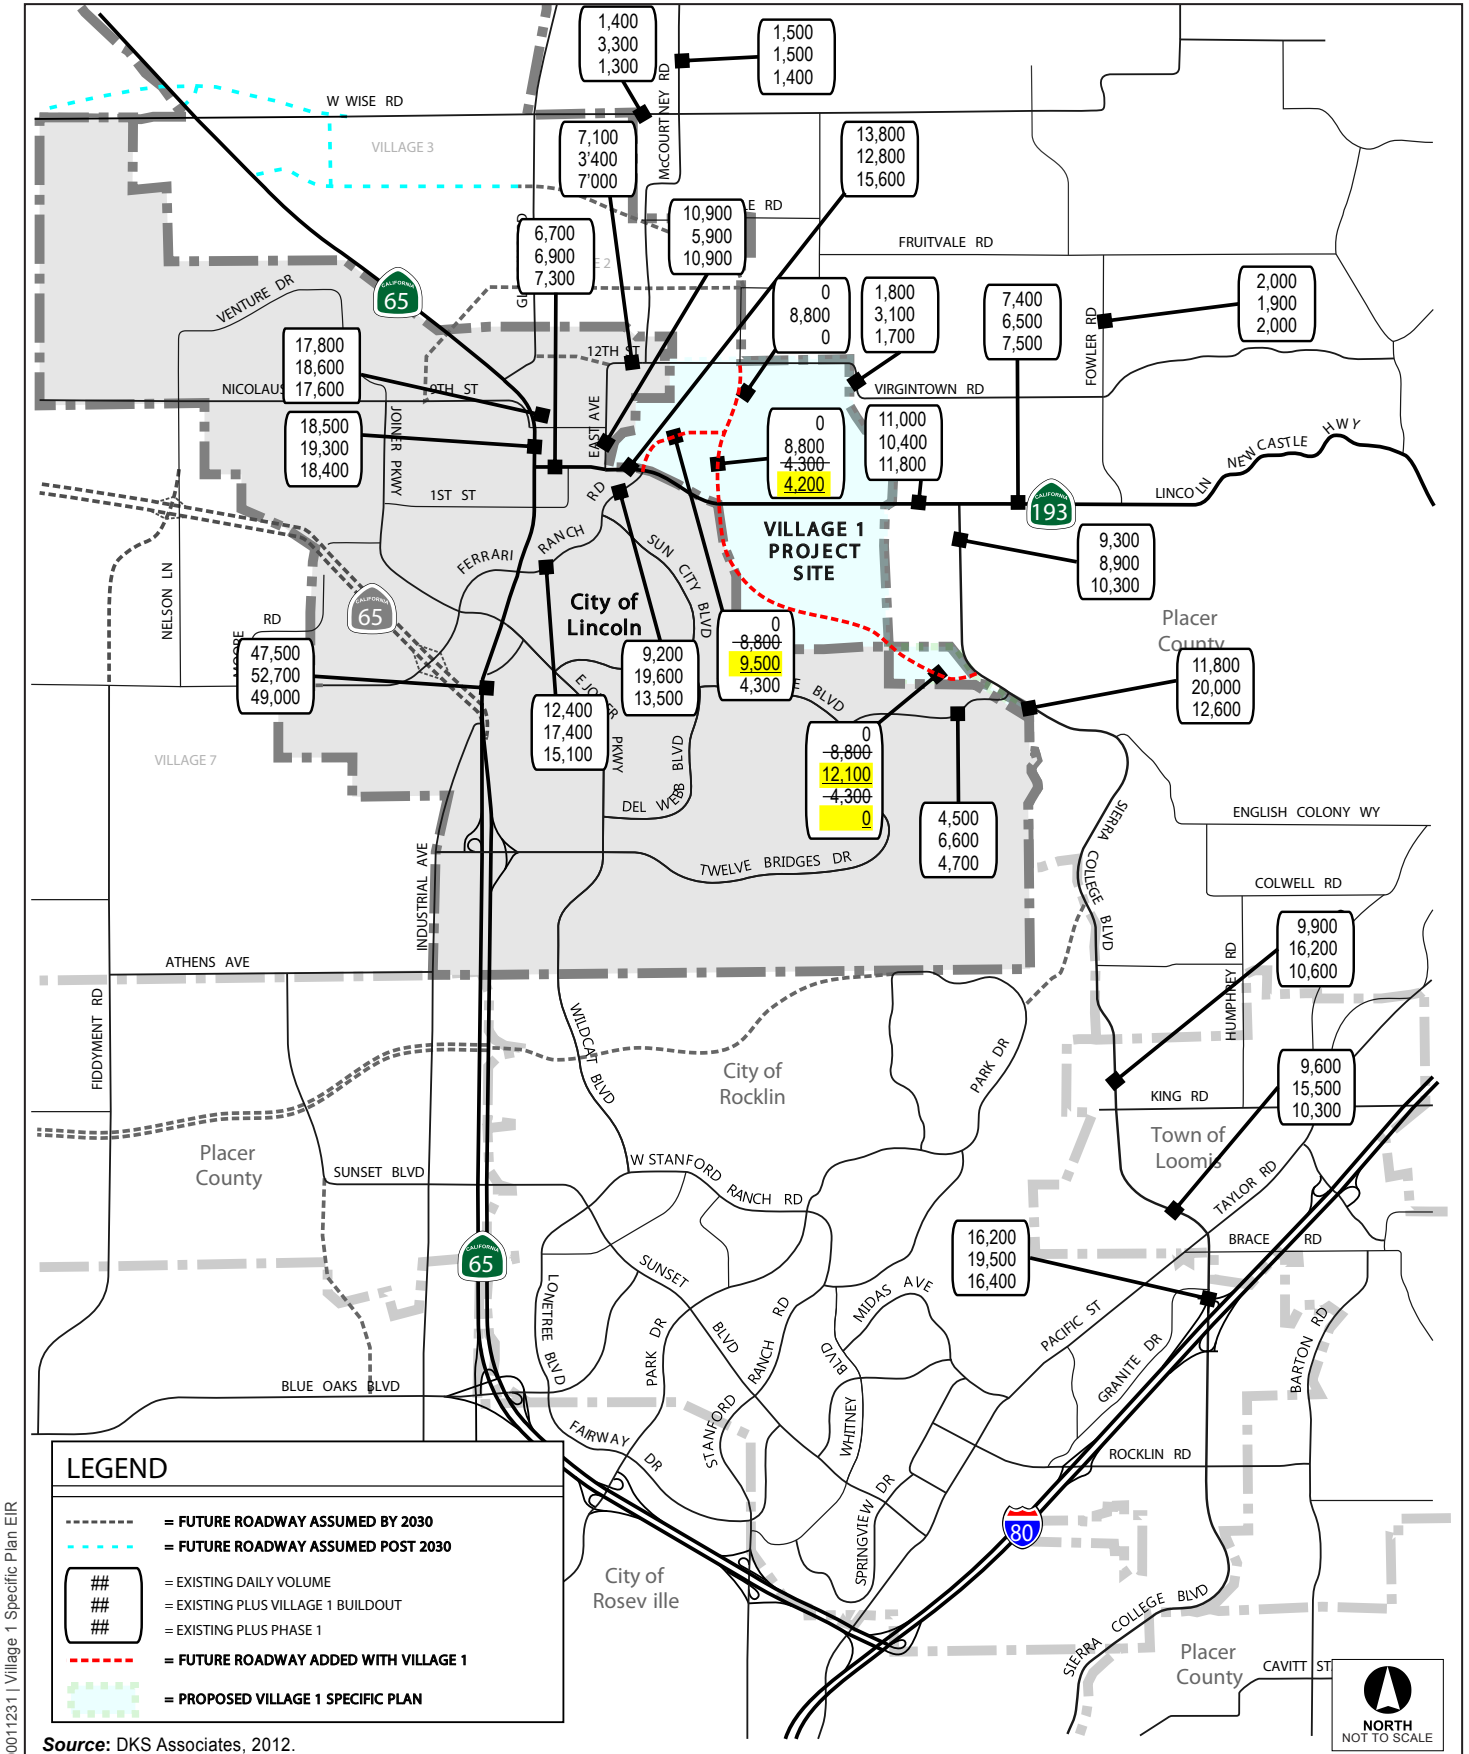 1,400
3,300
1,300
1,500
1,500
1,400
W WISE RD
McCOURTNEY RD
VILLAGE 3
7,100
3'400
7'000
13,800
12,800
15,600
10,900
5,900
10,900
E RD
6,700
6,900
7,300
E 2
FRUITVALE RD
CALIFORNIA
65
VENTURE DR
0
8,800
0
1,800
3,100
1,700
7,400
6,500
7,500
2,000
1,900
2,000
FOWLER RD
17,800
18,600
17,600
12TH ST
NICOLAUS
9TH ST
VIRGINTOWN RD
JOINER PKWY
EAST AVE
18,500
19,300
18,400
0
8,800
4,300
4,200
11,000
10,400
11,800
NEWCASTLE HWY
LINCOLN
1ST ST
CALIFORNIA
193
FERRARI RANCH RD
SUN CITY BLVD
VILLAGE 1
PROJECT
SITE
9,300
8,900
10,300
NELSON LN
CALIFORNIA
65
City of
Lincoln
MOORE RD
Placer
County
47,500
52,700
49,000
9,200
19,600
13,500
0
8,800
9,500
4,300
11,800
20,000
12,600
E JOINER PKWY
E BLVD
12,400
17,400
15,100
0
8,800
12,100
4,300
0
VILLAGE 7
DEL WEBB BLVD
4,500
6,600
4,700
SIERRA COLLEGE BLVD
ENGLISH COLONY WY
INDUSTRIAL AVE
TWELVE BRIDGES DR
COLWELL RD
9,900
16,200
10,600
HUMPHREY RD
ATHENS AVE
FIDDYMENT RD
WILDCAT BLVD
City of
Rocklin
PARK DR
9,600
15,500
10,300
KING RD
Placer
County
Town of
Loomis
SUNSET BLVD
W STANFORD RANCH RD
TAYLOR RD
16,200
19,500
16,400
BRACE RD
CALIFORNIA
65
SUNSET BLVD
LONETREE BLVD
MIDAS AVE
PACIFIC ST
PARK DR
STANFORD RANCH RD
WHITNEY BLVD
GRANITE DR
BARTON RD
BLUE OAKS BLVD
FAIRWAY DR
ROCKLIN RD
SPRINGVIEW DR
80
LEGEND
= FUTURE ROADWAY ASSUMED BY 2030
= FUTURE ROADWAY ASSUMED POST 2030
## = EXISTING DAILY VOLUME
## = EXISTING PLUS VILLAGE 1 BUILDOUT
## = EXISTING PLUS PHASE 1
= FUTURE ROADWAY ADDED WITH VILLAGE 1
= PROPOSED VILLAGE 1 SPECIFIC PLAN
City of
Rosev ille
SIERRA COLLEGE BLVD
Placer
County
CAVITT ST
NORTH
NOT TO SCALE
Source: DKS Associates, 2012.
00011231 | Village 1 Specific Plan EIR